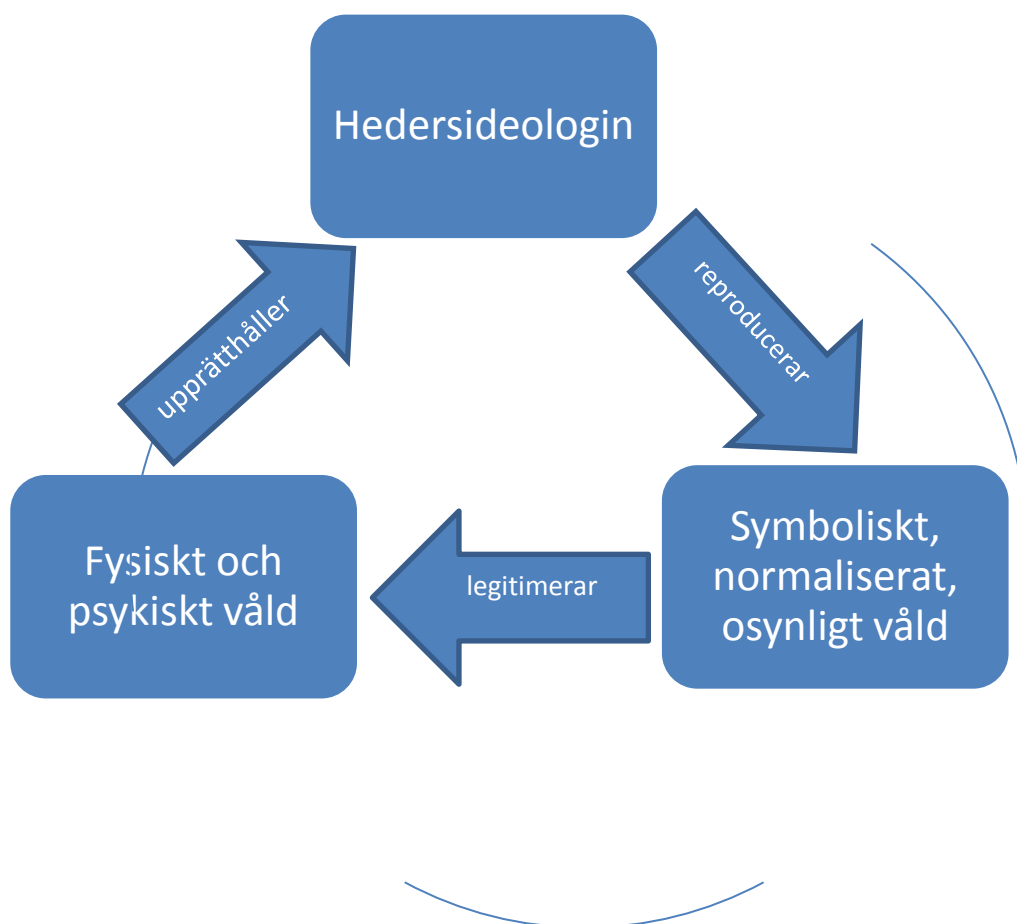 Hedersideologin
reproducerar
Symboliskt,
normaliserat,
osynligt våld
legitimerar
Fysiskt och
psykiskt våld
upprätthåller